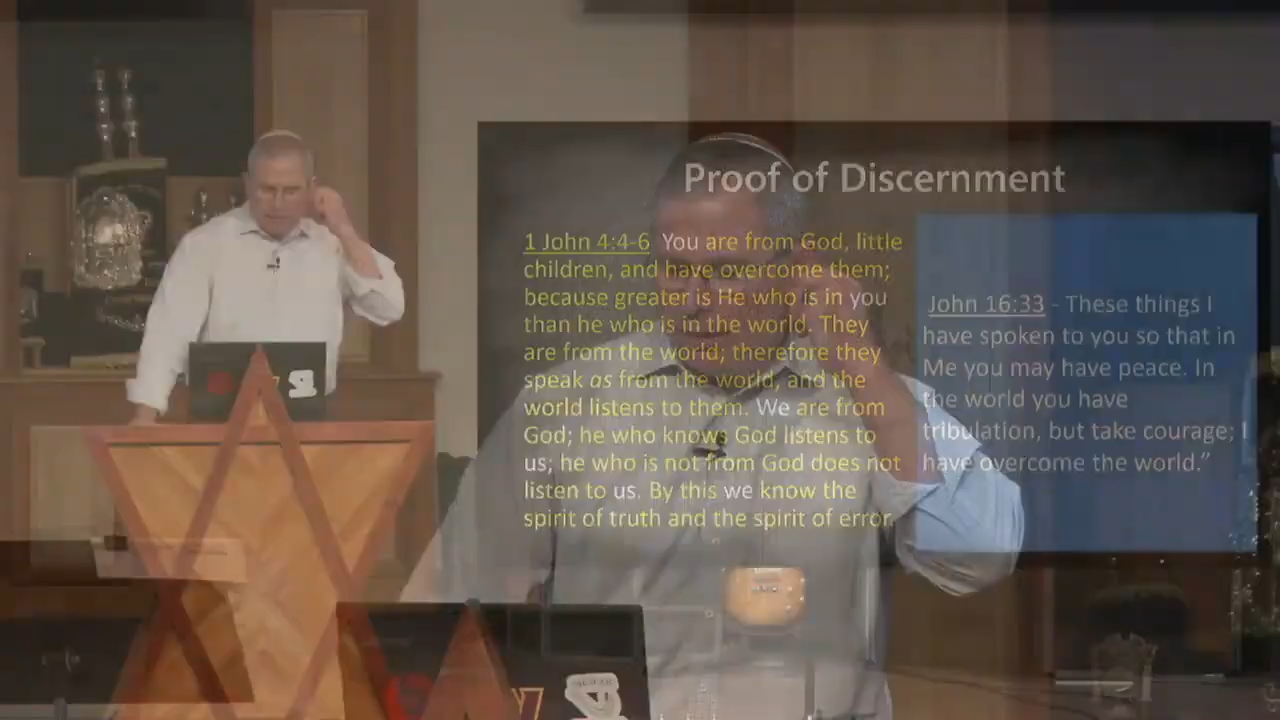 Proof of Discernment
1 John 4:4-6 You are from God, little
children, and have overcome them;
because greater is He who is in you
than he who is in the world. They
are from the world; therefore they
speak as from the world, and the
world listens to them. We are from
God; he who knows God listens to
us; he who is not from God does not
listen to us. By this we know the
spirit of truth and the spirit of error.
John 16:33 - These things I
have spoken to you so that in
Me you may have peace. In
the world you have
tribulation, but take courage; I
have overcome the world.”